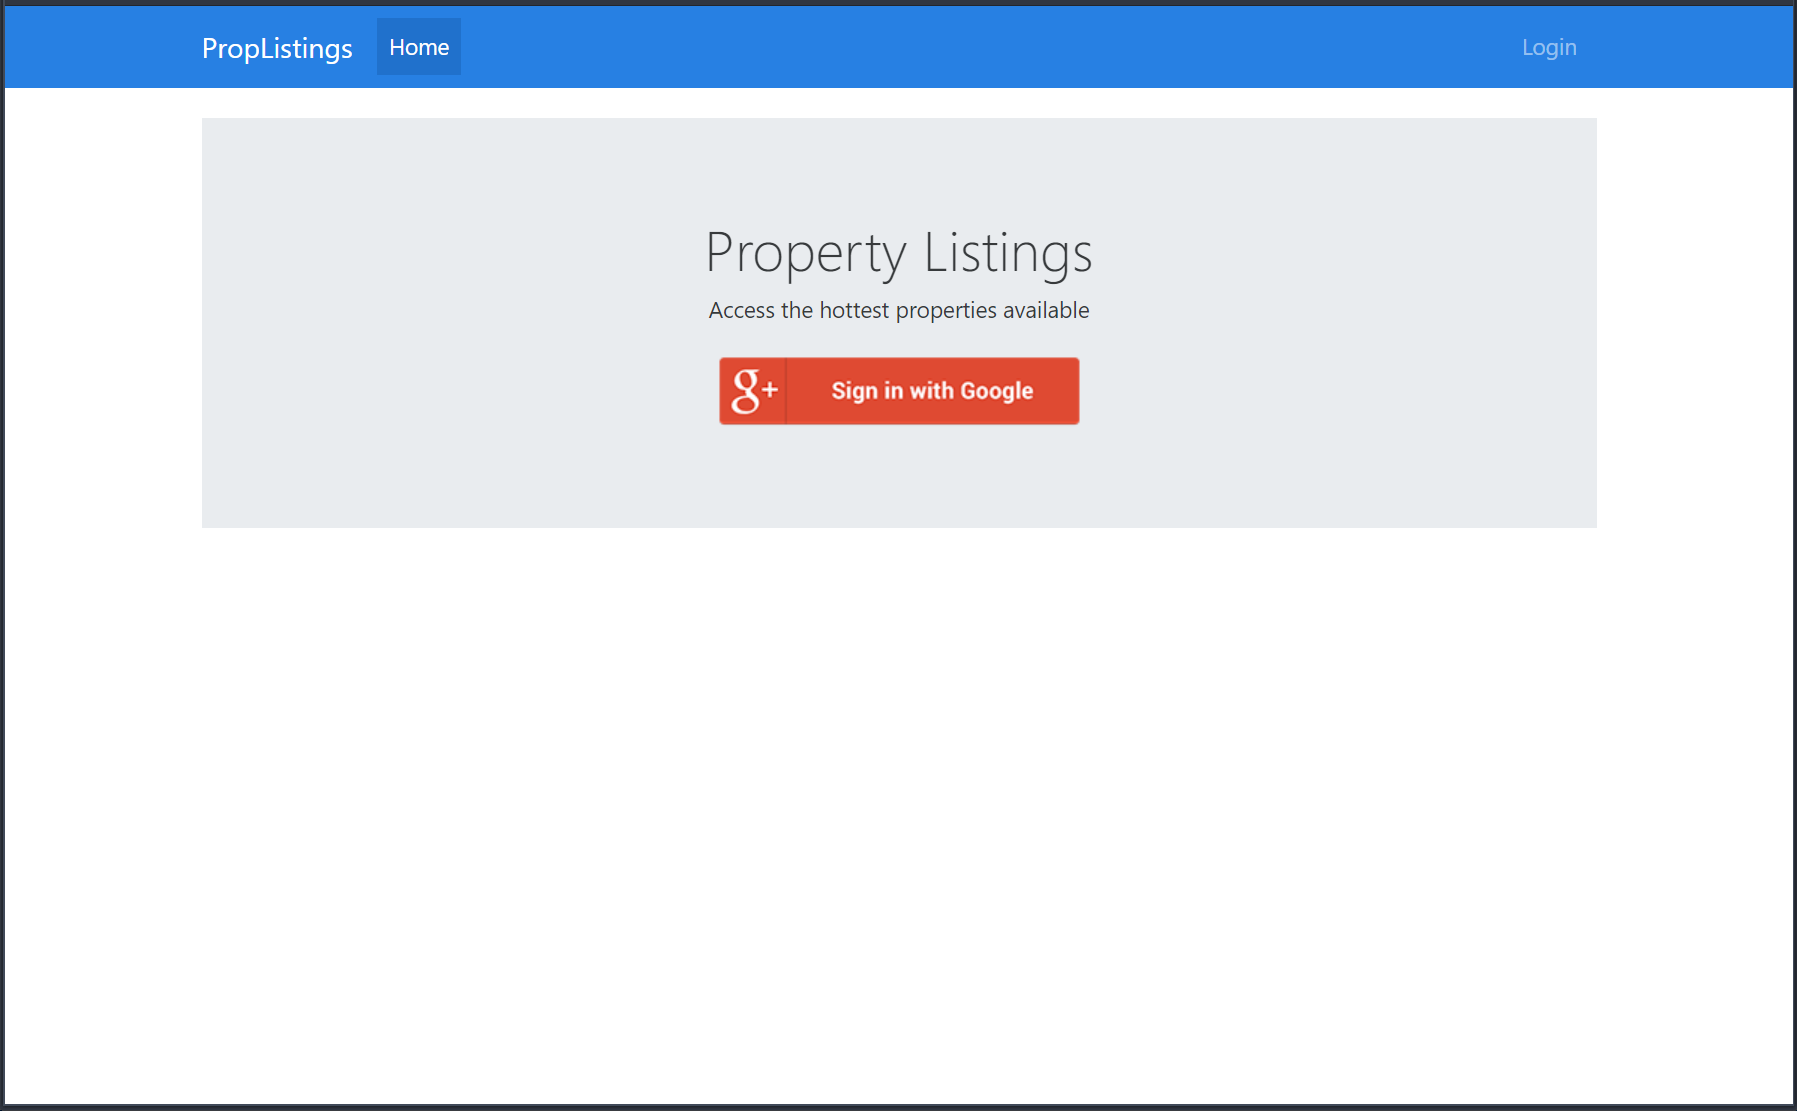 PropListings Home Login
Property Listings
Access the hottest properties available
g+ Sign in with Google